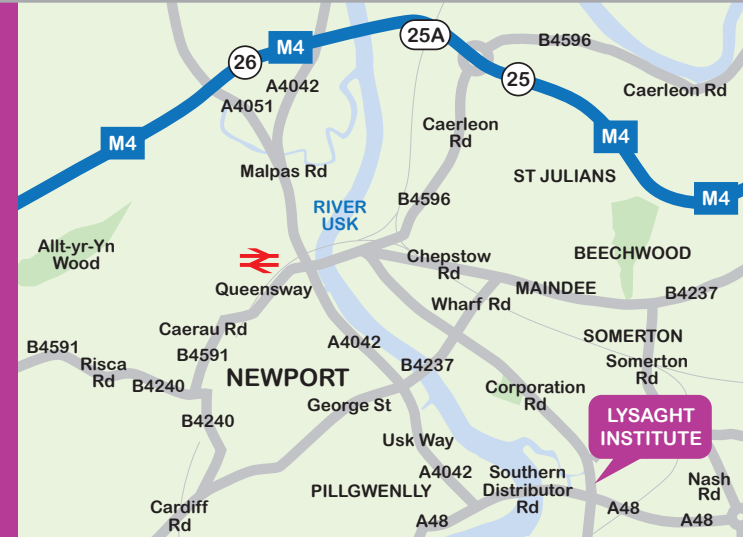 25A
B4596
M4
26
A4042
25
Caerleon Rd
A4051
M4
Caerleon
Rd
M4
Malpas Rd
ST JULIANS
M4
B4596
RIVER
USK
Allt-yr-Yn
Wood
BEECHWOOD
Chepstow
Rd
Queensway
MAINDEE
B4237
Wharf Rd
Caerau Rd
A4042
SOMERTON
B4591
B4591
Risca
Rd
B4237
Somerton
Rd
B4240
NEWPORT
Corporation
Rd
George St
B4240
LYSAGHT
INSTITUTE
Usk Way
A4042
Southern
Distributor
Rd
Nash
Rd
PILLGWENLLY
Cardiff
Rd
A48
A48
A48